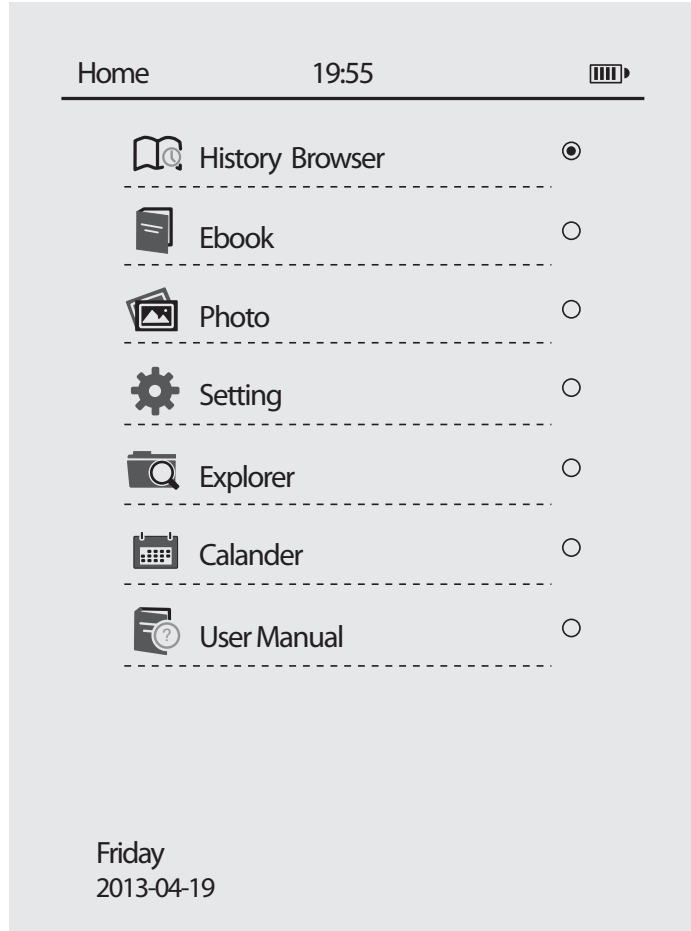 Home 19:55
History Browser
Ebook
Photo
Setting
Explorer
Calander
User Manual
Friday
2013-04-19